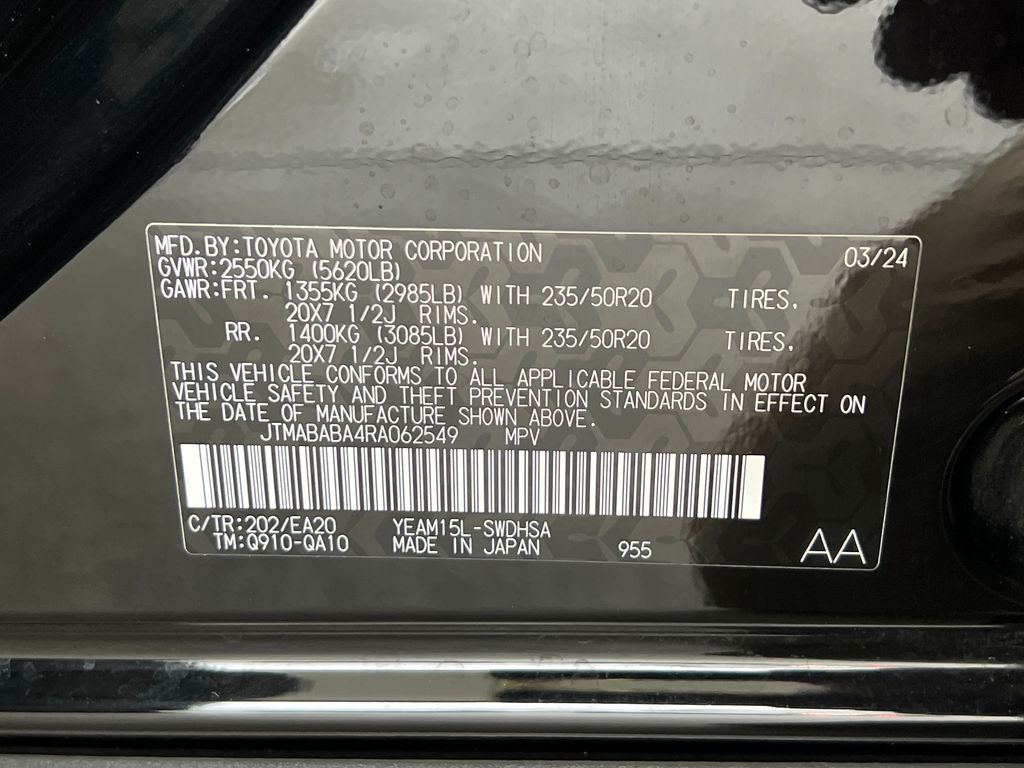 MFD.BY:TOYOTA MOTOR CORPORATION 03/24
GVWR:2550KG (5620LB)
GAWR:FRT. 1355KG (2985LB) WITH 235/50R20 TIRES,
20X7 1/2J RIMS.
RR. 1400KG (3085LB) WITH 235/50R20 TIRES,
20X7 1/2J RIMS.
THIS VEHICLE CONFORMS TO ALL APPLICABLE FEDERAL MOTOR
VEHICLE SAFETY AND THEFT PREVENTION STANDARDS IN EFFECT ON
THE DATE OF MANUFACTURE SHOWN ABOVE.
JTMABABA4RA062549 MPV
C/TR:202/EA20 YEAM15L-SWDHSA
TM:Q910-QA10 MADE IN JAPAN 955 AA